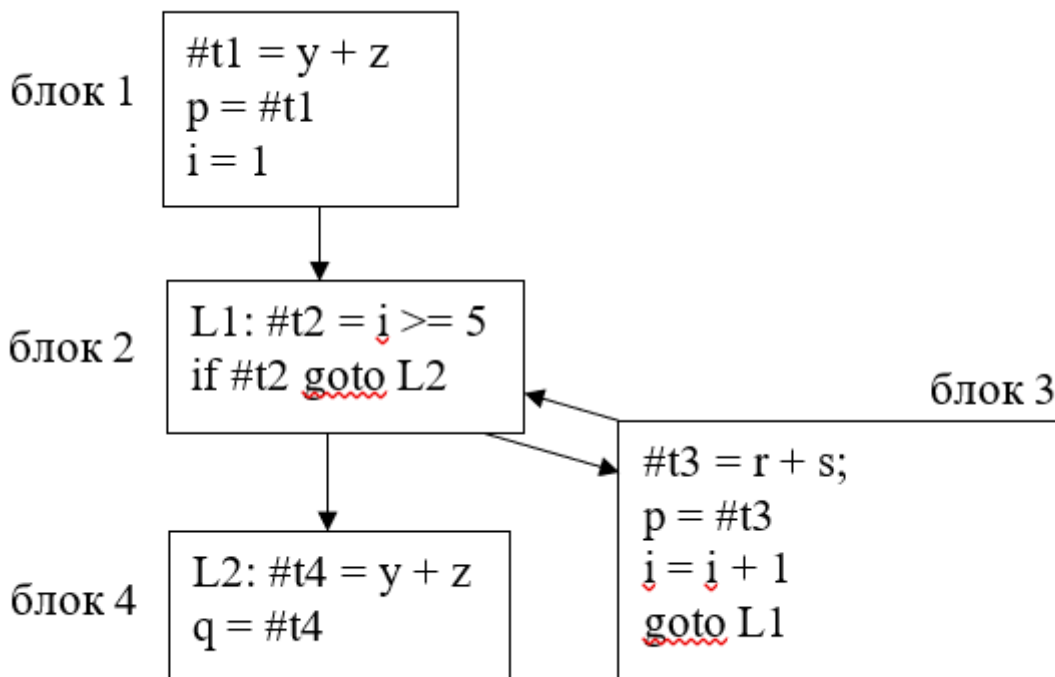 блок 1
#t1 = y + z
p = #t1
i = 1
блок 2
L1: #t2 = i >= 5
if #t2 goto L2
блок 3
#t3 = r + s;
p = #t3
i = i + 1
goto L1
блок 4
L2: #t4 = y + z
q = #t4